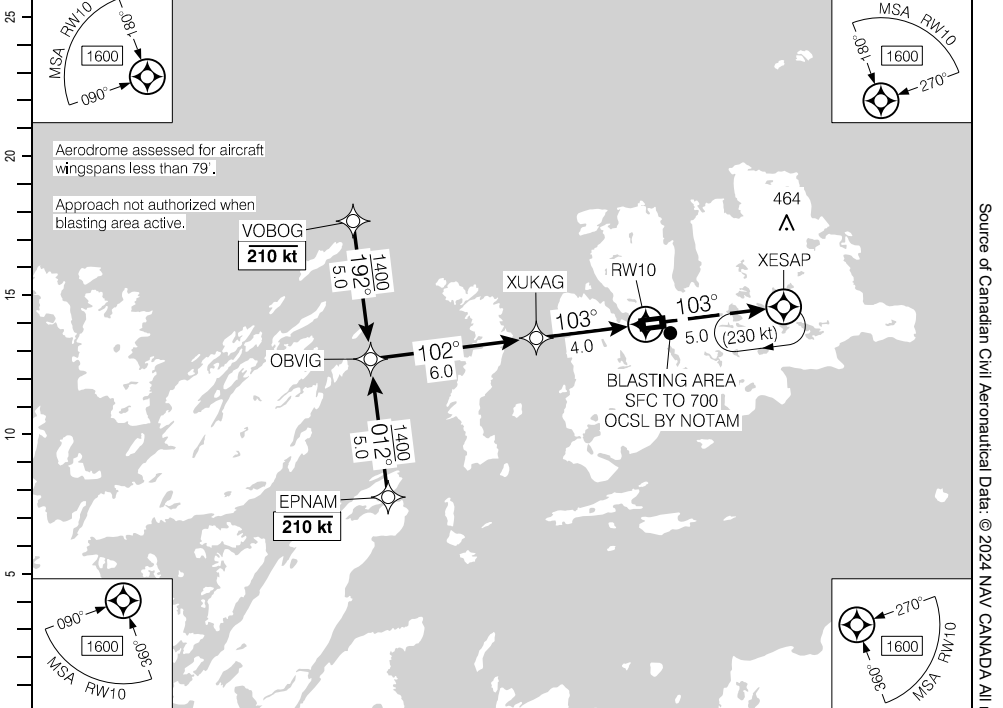 25
20
15
10
5
MSA RW10
1600
180°
090°
MSA RW10
1600
180°
270°
Aerodrome assessed for aircraft
wingspans less than 79'.
Approach not authorized when
blasting area active.
VOBOG
210 kt
1400
192°
5.0
464
XESAP
RW10
XUKAG
103°
4.0
103°
5.0
(230 kt)
OBVIG
102°
6.0
BLASTING AREA
SFC TO 700
OCSL BY NOTAM
1400
012°
5.0
EPNAM
210 kt
090°
1600
360°
MSA RW10
270°
1600
360°
MSA RW10
Source of Canadian Civil Aeronautical Data: © 2024 NAV CANADA All